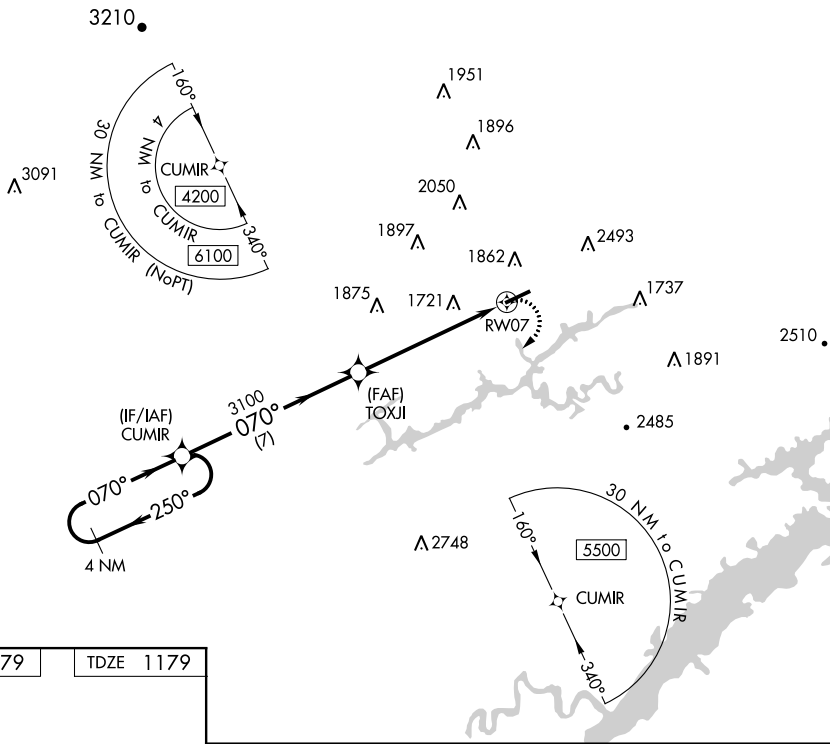 3210
1951
160°
1896
30 NM to CUMIR (NoPT)
4 NM to CUMIR
CUMIR
3091
4200
2050
6100
340°
1897
1862
2493
1875
1721
1737
RW07
2510
1891
(FAF)
TOXJI
3100
070°
(7)
(IF/IAF)
CUMIR
2485
070°
250°
30 NM to CUMIR
160°
2748
5500
4 NM
CUMIR
340°
79
TDZE 1179